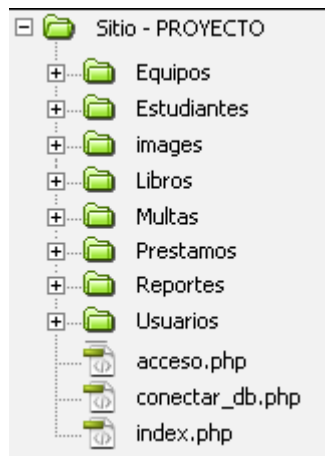 Sitio - PROYECTO
Equipos
Estudiantes
images
Libros
Multas
Prestamos
Reportes
Usuarios
acceso.php
conectar_db.php
index.php